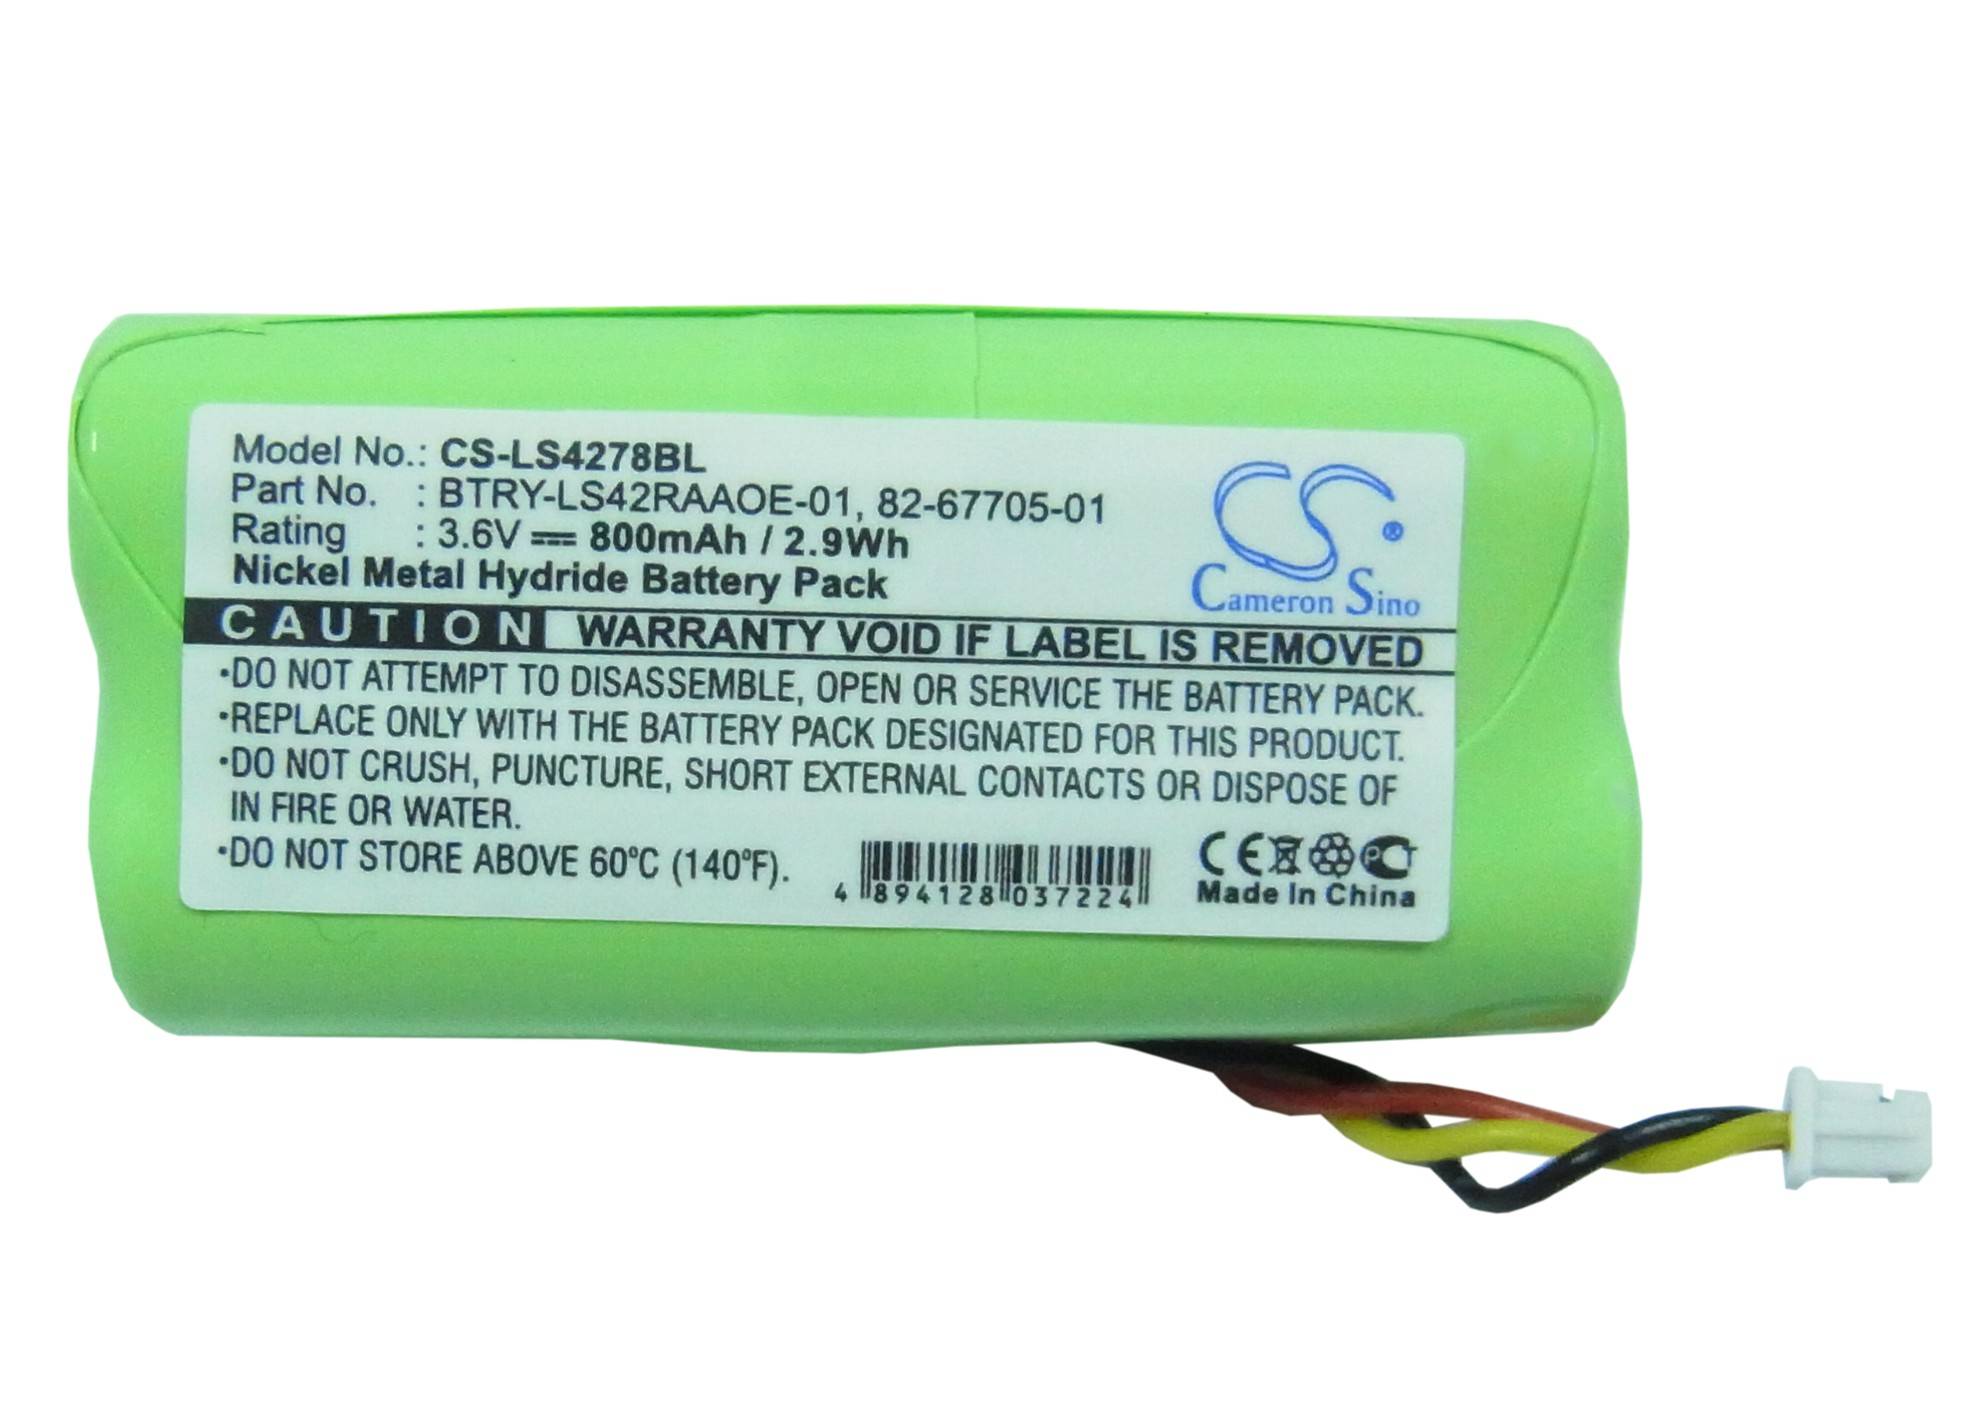 Model No.: CS-LS4278BL
Part No. : BTRY-LS42RAAOE-01, 82-67705-01
Rating : 3.6V 800mAh / 2.9Wh
Nickel Metal Hydride Battery Pack
CS®
Cameron Sino
CAUTION WARRANTY VOID IF LABEL IS REMOVED
•DO NOT ATTEMPT TO DISASSEMBLE, OPEN OR SERVICE THE BATTERY PACK.
•REPLACE ONLY WITH THE BATTERY PACK DESIGNATED FOR THIS PRODUCT.
•DO NOT CRUSH, PUNCTURE, SHORT EXTERNAL CONTACTS OR DISPOSE OF
IN FIRE OR WATER.
•DO NOT STORE ABOVE 60°C (140°F).
4 894128 037224
CE PCT
Made In China